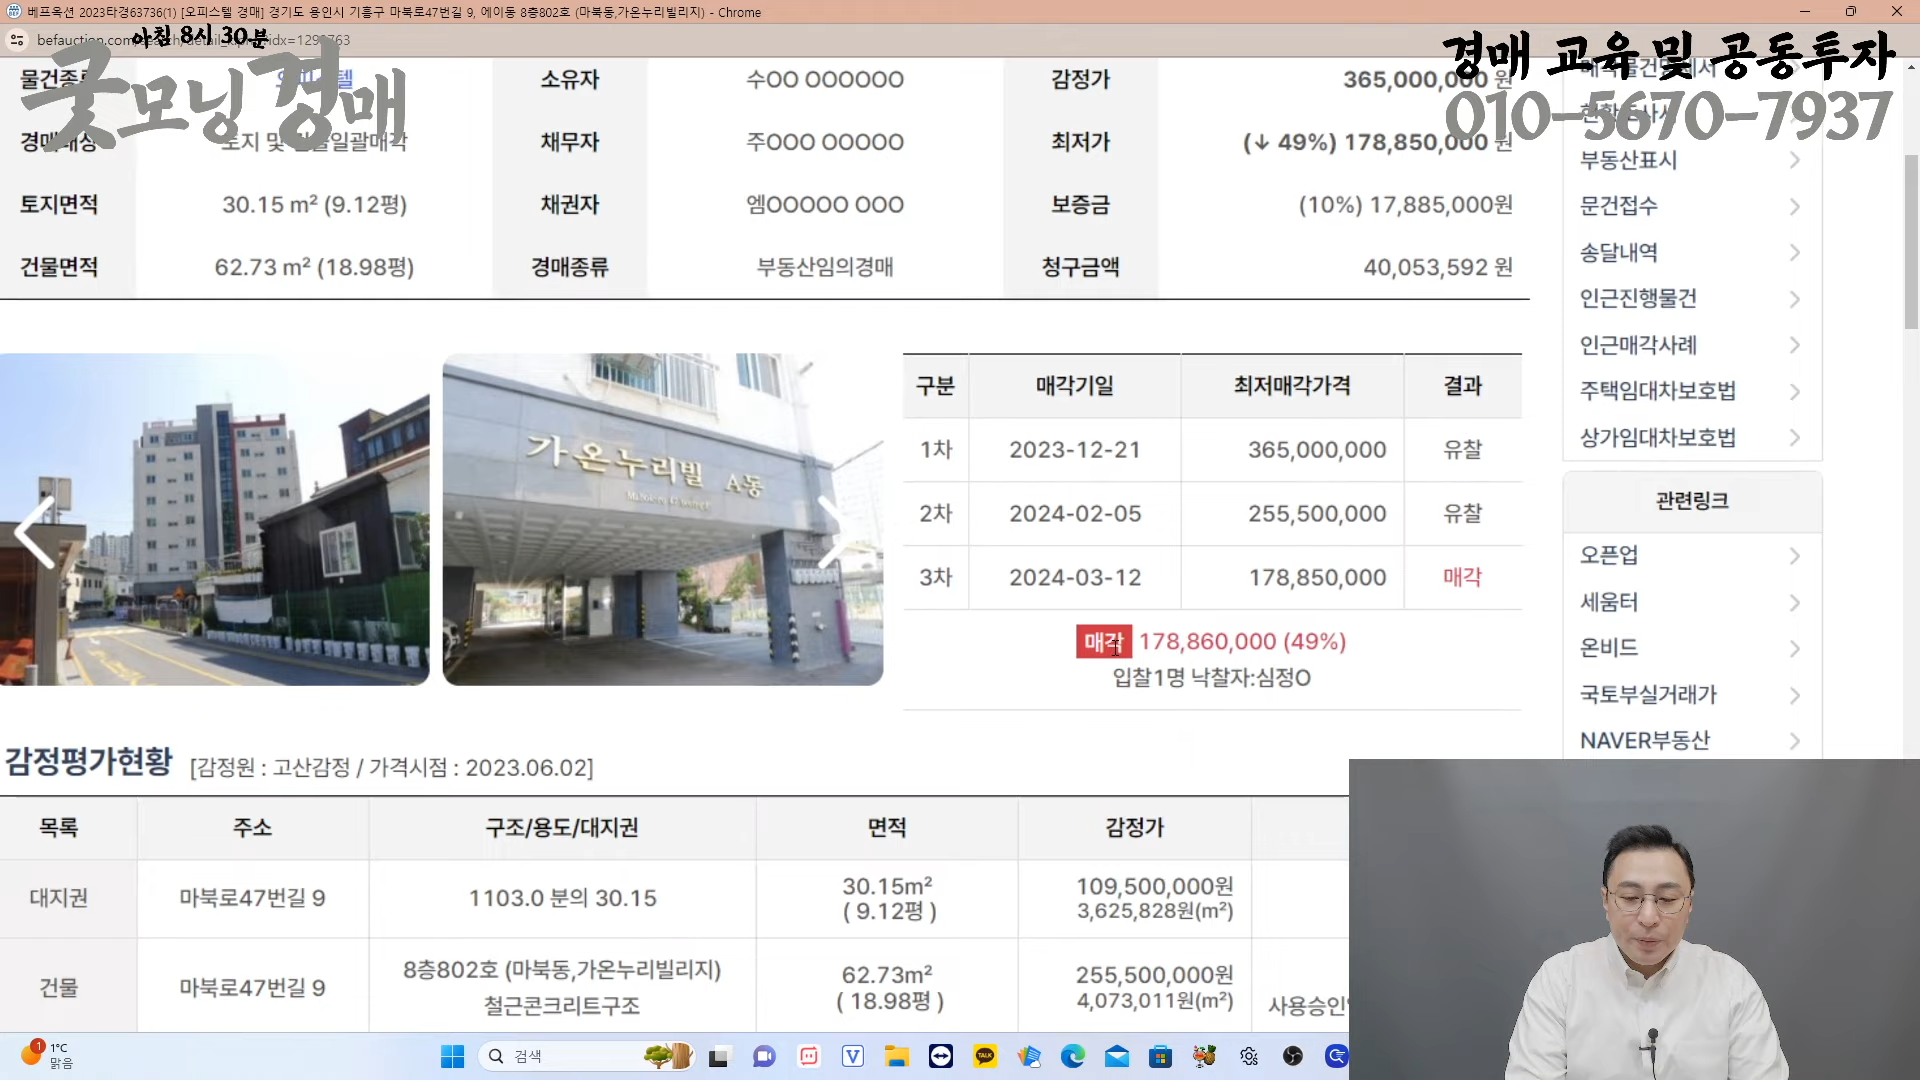 베프옥션 2023타경63736(1) [오피스텔 경매] 경기도 용인시 기흥구 마북로47번길 9, 에이동 8층802호 (마북동,가온누리빌리지) - Chrome
아침 8시 30분
굿모닝경매
경매 교육 및 공동투자
010-5670-7937
소유자 수OO OOOOOO 감정가 365,000,000 원
채무자 주OOO OOOOO 최저가 (↓ 49%) 178,850,000 원
토지면적 30.15 m² (9.12평) 채권자 엠OOOOO OOO 보증금 (10%) 17,885,000원
건물면적 62.73 m² (18.98평) 경매종류 부동산임의경매 청구금액 40,053,592 원
부동산표시
문건접수
송달내역
인근진행물건
인근매각사례
주택임대차보호법
상가임대차보호법
관련링크
오픈업
세움터
온비드
국토부실거래가
NAVER부동산
가온누리빌 A동
구분 매각기일 최저매각가격 결과
1차 2023-12-21 365,000,000 유찰
2차 2024-02-05 255,500,000 유찰
3차 2024-03-12 178,850,000 매각
매각 178,860,000 (49%)
입찰1명 낙찰자:심정O
감정평가현황 [감정원 : 고산감정 / 가격시점 : 2023.06.02]
목록 주소 구조/용도/대지권 면적 감정가
대지권 마북로47번길 9 1103.0 분의 30.15 30.15m² ( 9.12평 ) 109,500,000원 3,625,828원(m²)
건물 마북로47번길 9 8층802호 (마북동,가온누리빌리지) 철근콘크리트구조 62.73m² ( 18.98평 ) 255,500,000원 4,073,011원(m²) 사용승인
1
1°C
맑음
검색
TALK